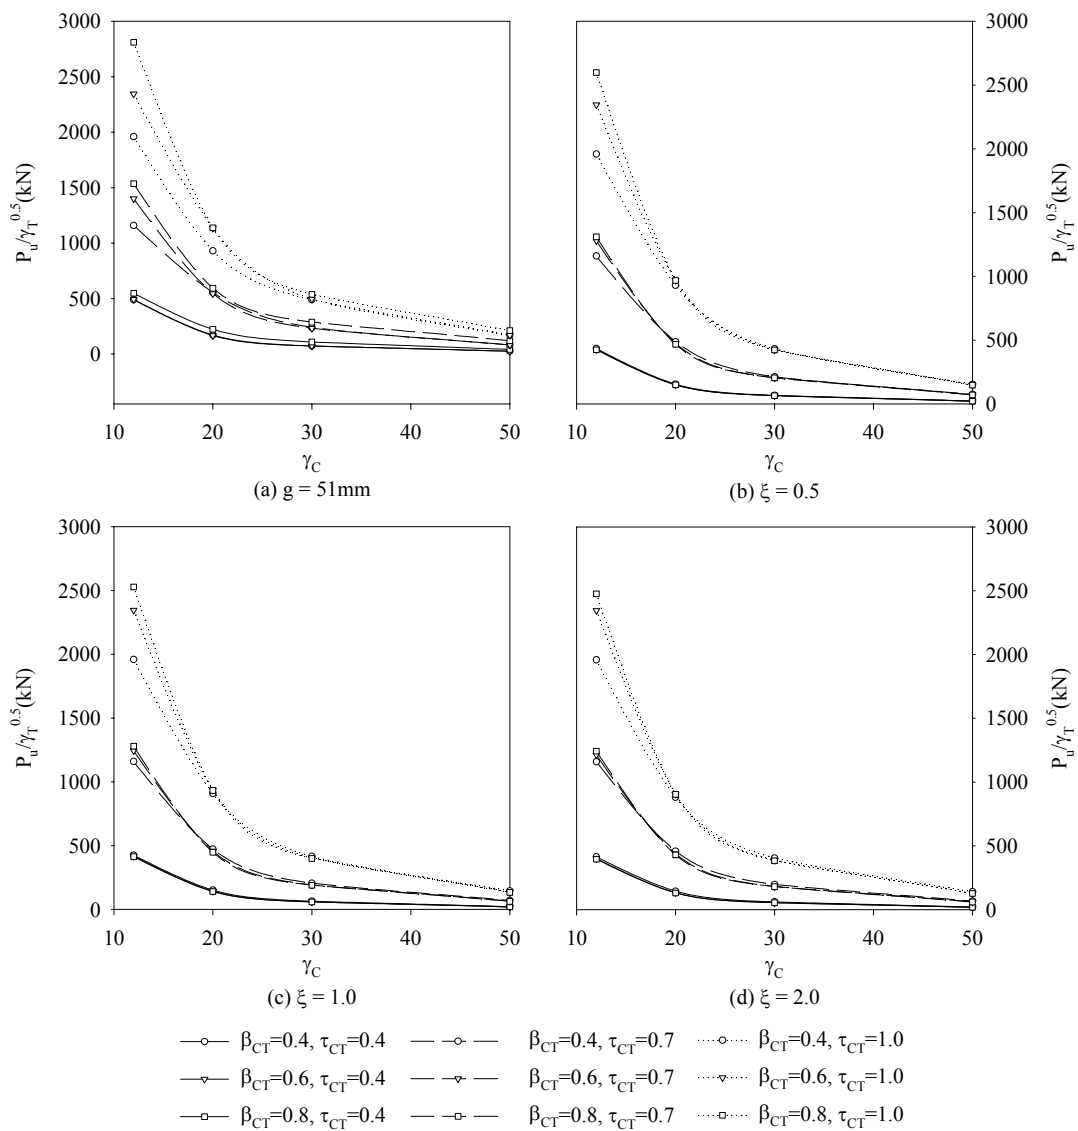 3000
2500
2000
1500
1000
500
0
P_u/γ_T^0.5(kN)
10 20 30 40 50
γ_C
(a) g = 51mm
3000
2500
2000
1500
1000
500
0
P_u/γ_T^0.5(kN)
10 20 30 40 50
γ_C
(b) ξ = 0.5
3000
2500
2000
1500
1000
500
0
P_u/γ_T^0.5(kN)
10 20 30 40 50
γ_C
(c) ξ = 1.0
3000
2500
2000
1500
1000
500
0
P_u/γ_T^0.5(kN)
10 20 30 40 50
γ_C
(d) ξ = 2.0
β_CT=0.4, τ_CT=0.4 β_CT=0.4, τ_CT=0.7 β_CT=0.4, τ_CT=1.0
β_CT=0.6, τ_CT=0.4 β_CT=0.6, τ_CT=0.7 β_CT=0.6, τ_CT=1.0
β_CT=0.8, τ_CT=0.4 β_CT=0.8, τ_CT=0.7 β_CT=0.8, τ_CT=1.0